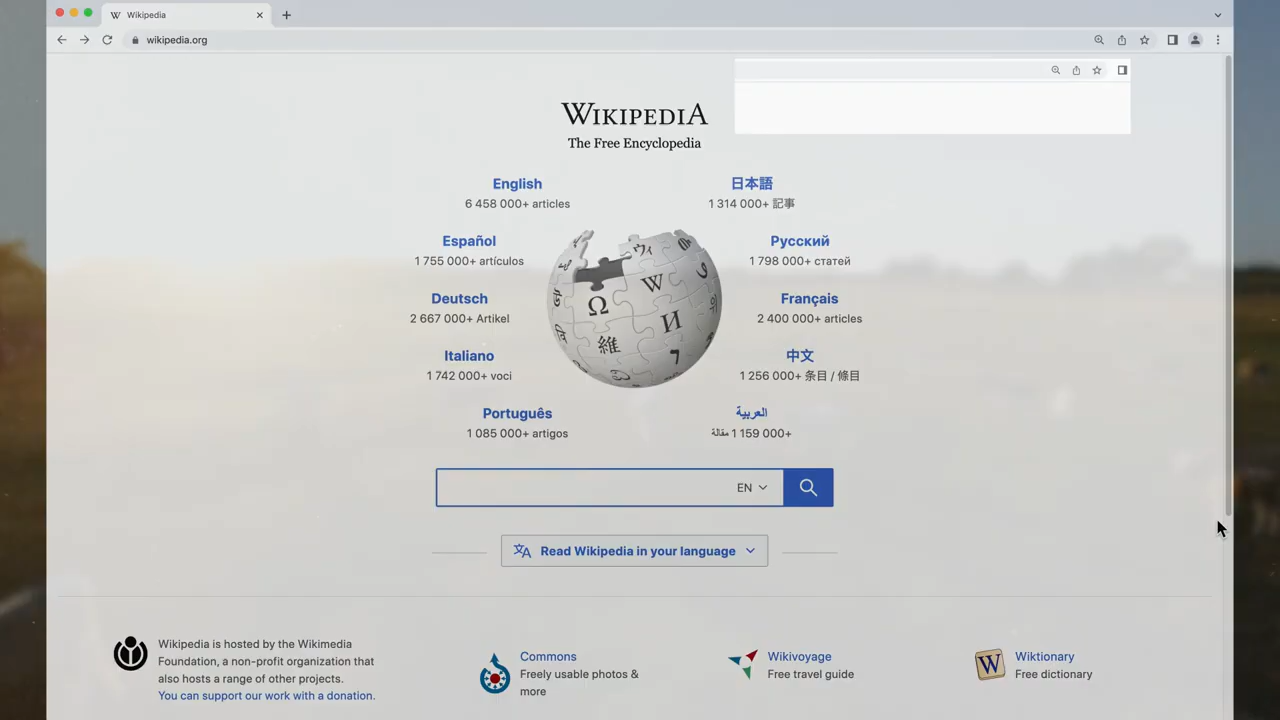 Wikipedia
wikipedia.org
WIKIPEDIA
The Free Encyclopedia
English
6 458 000+ articles
日本語
1 314 000+ 記事
Español
1 755 000+ artículos
Русский
1 798 000+ статей
Deutsch
2 667 000+ Artikel
Français
2 400 000+ articles
Italiano
1 742 000+ voci
中文
1 256 000+ 条目 / 條目
Português
1 085 000+ artigos
العربية
1 159 000+ مقالة
Ω
W
И
維
ウィ
EN
Read Wikipedia in your language
Wikipedia is hosted by the Wikimedia
Foundation, a non-profit organization that
also hosts a range of other projects.
You can support our work with a donation.
Commons
Freely usable photos &
more
Wikivoyage
Free travel guide
W
Wiktionary
Free dictionary